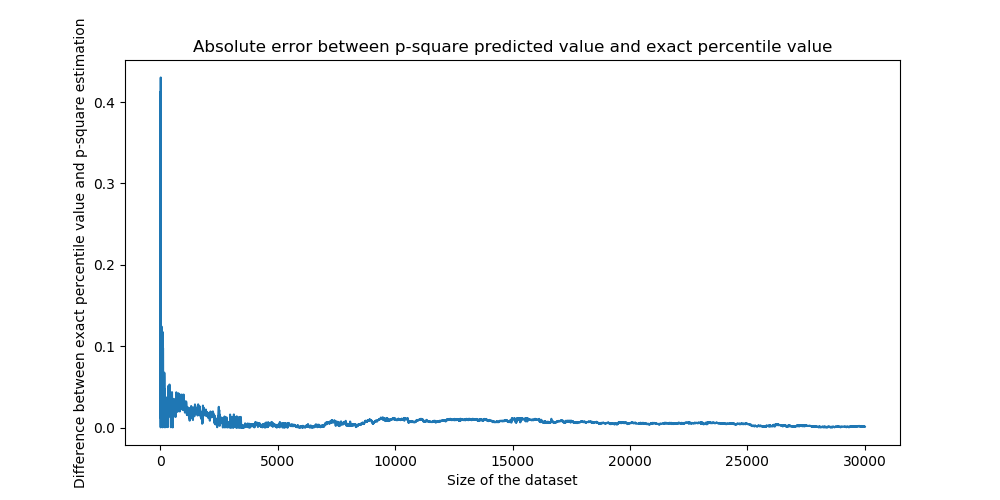 Absolute error between p-square predicted value and exact percentile value
Difference between exact percentile value and p-square estimation
0.4
0.3
0.2
0.1
0.0
0 5000 10000 15000 20000 25000 30000
Size of the dataset